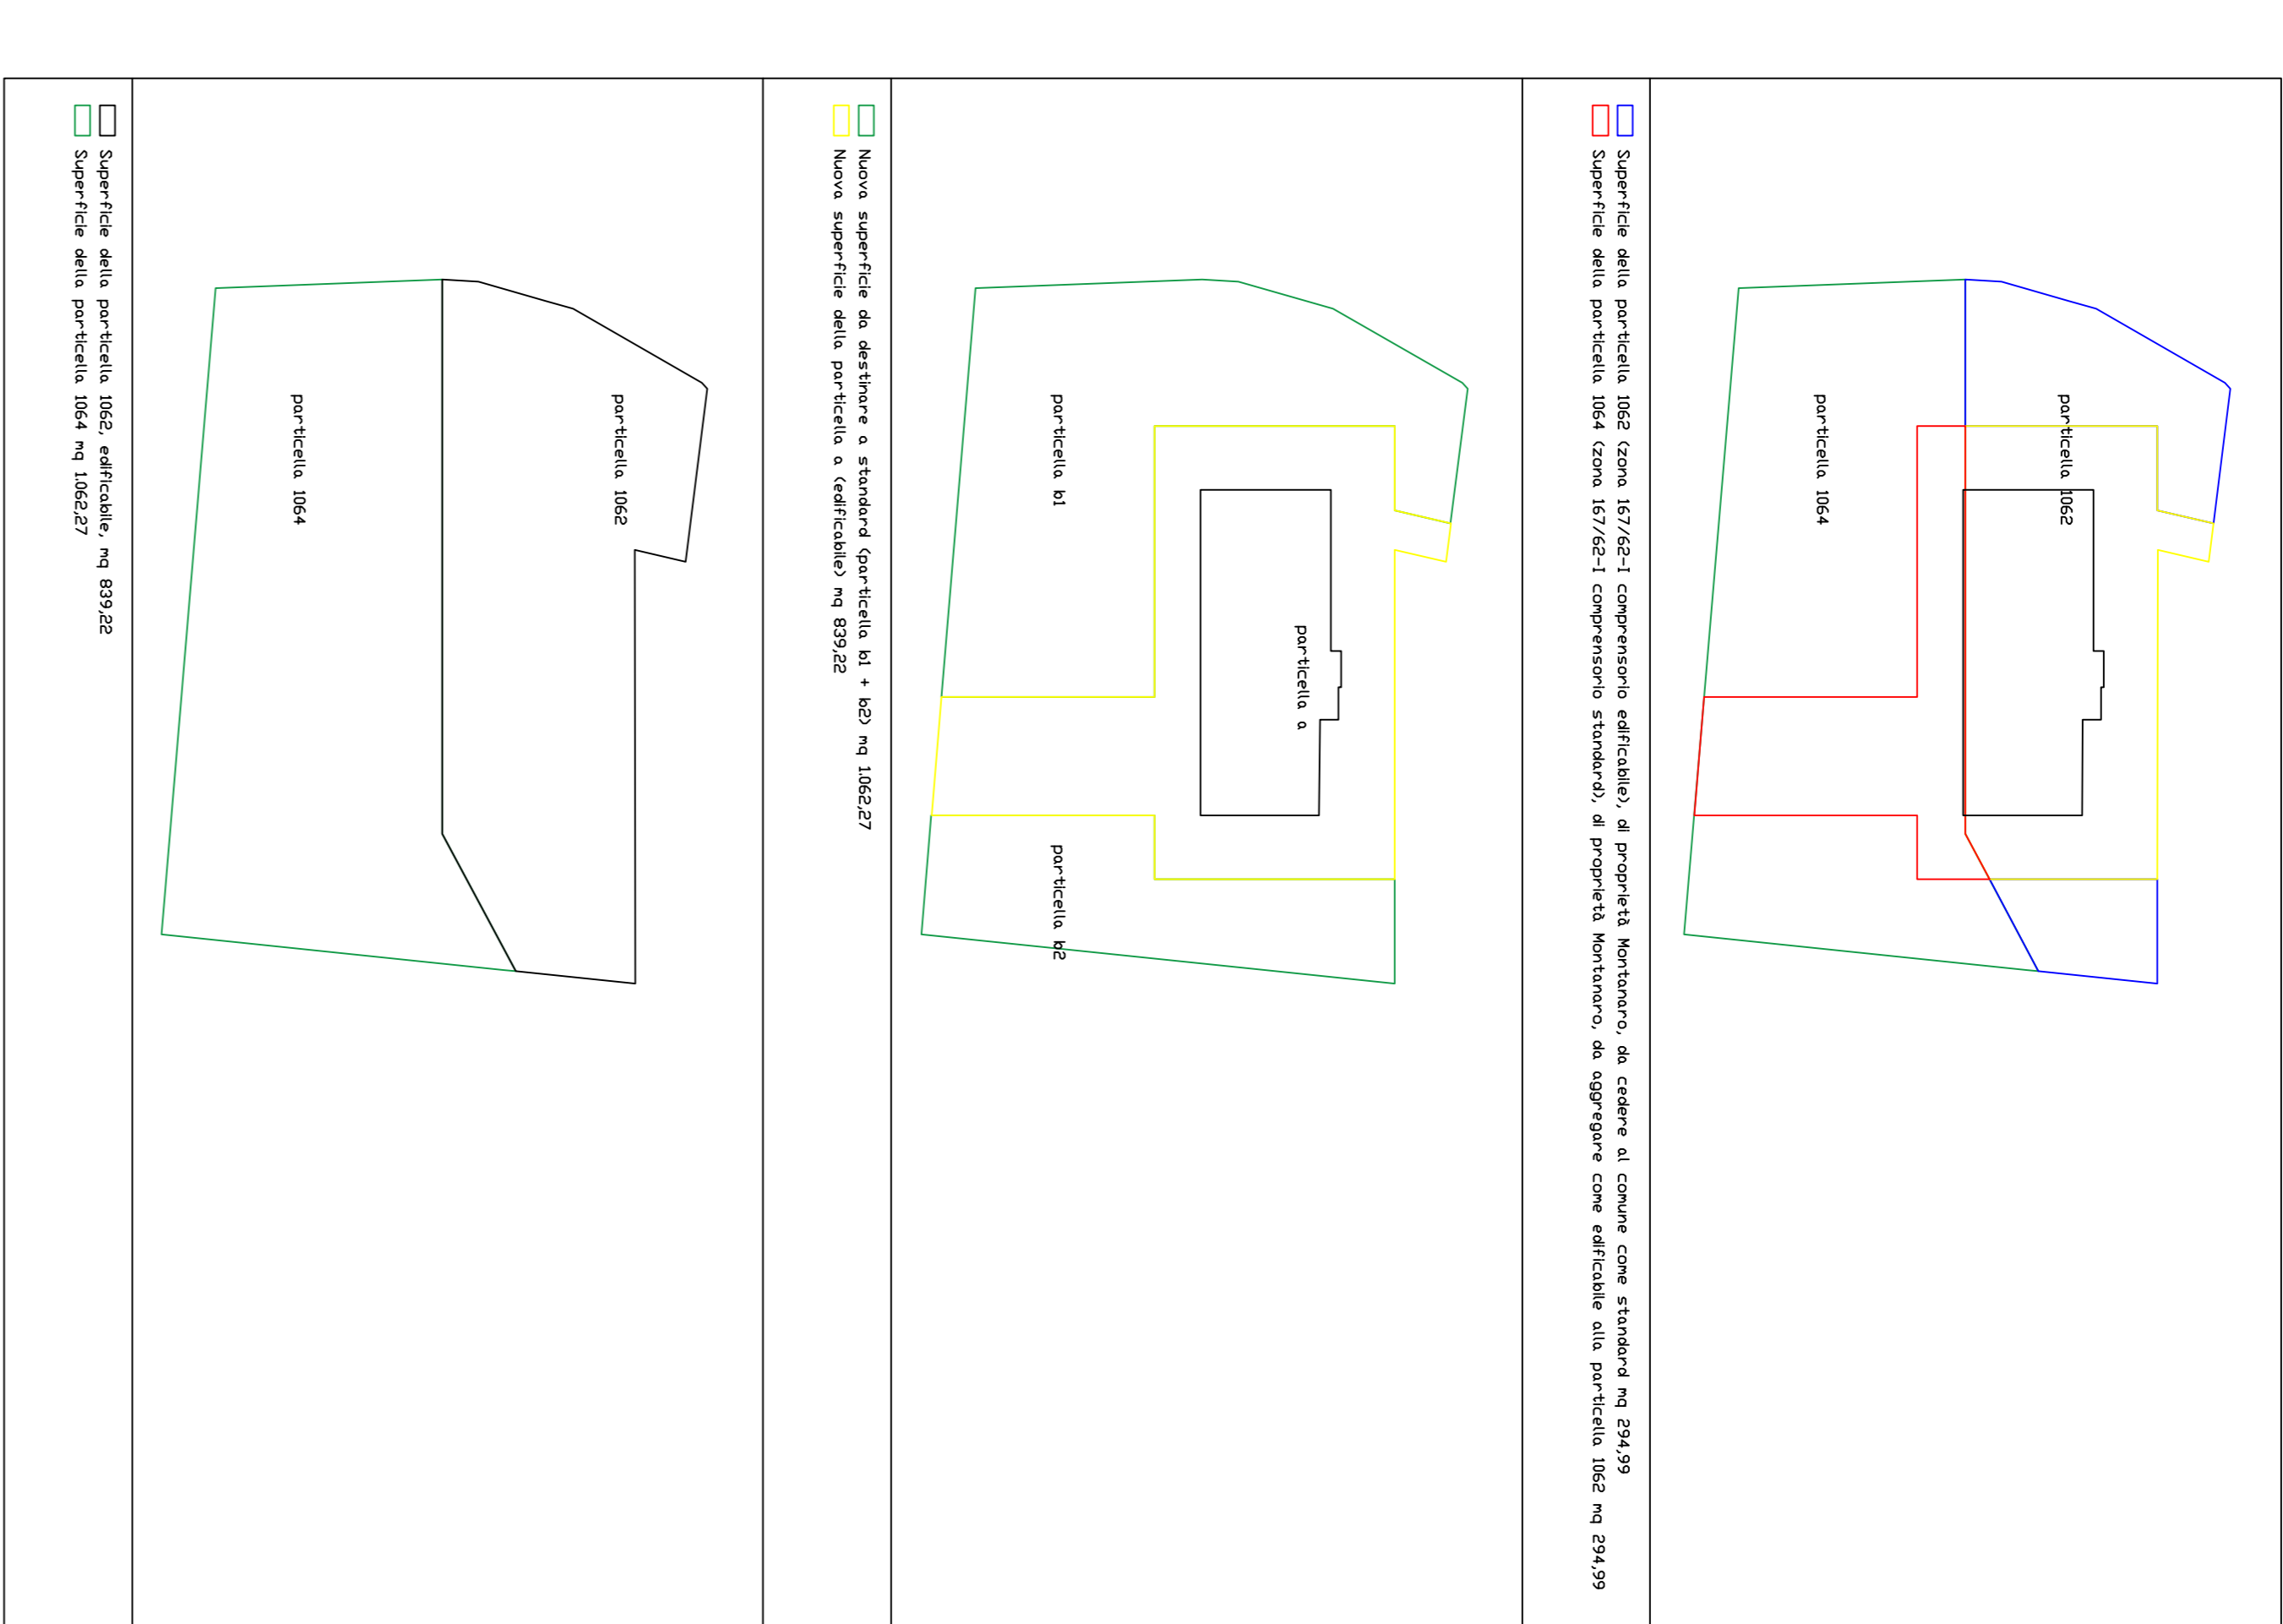 particella 1062
particella 1064
Superficie della particella 1062 (zona 167/62-I comprensorio edificabile), di proprietà Montanaro, da cedere al comune come standard mq 294,99
Superficie della particella 1064 (zona 167/62-I comprensorio standard), di proprietà Montanaro, da aggregare come edificabile alla particella 1062 mq 294,99
particella a
particella b1
particella b2
Nuova superficie da destinare a standard (particella b1 + b2) mq 1.062,27
Nuova superficie della particella a (edificabile) mq 839,22
particella 1062
particella 1064
Superficie della particella 1062, edificabile, mq 839,22
Superficie della particella 1064 mq 1.062,27